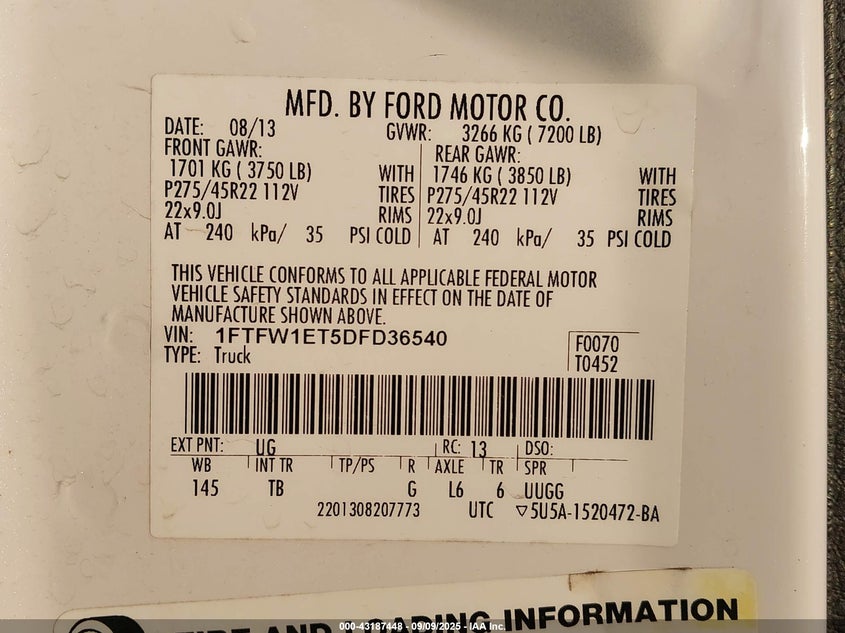 MFD. BY FORD MOTOR CO.
DATE: 08/13 GVWR: 3266 KG ( 7200 LB)
FRONT GAWR: REAR GAWR:
1701 KG ( 3750 LB) WITH 1746 KG ( 3850 LB) WITH
P275/45R22 112V TIRES P275/45R22 112V TIRES
22x9.0J RIMS 22x9.0J RIMS
AT 240 kPa/ 35 PSI COLD AT 240 kPa/ 35 PSI COLD
THIS VEHICLE CONFORMS TO ALL APPLICABLE FEDERAL MOTOR
VEHICLE SAFETY STANDARDS IN EFFECT ON THE DATE OF
MANUFACTURE SHOWN ABOVE.
VIN: 1FTFW1ET5DFD36540 F0070
TYPE: Truck T0452
EXT PNT: UG RC: 13 DSO:
WB INT TR TP/PS R AXLE TR SPR
145 TB G L6 6 UUGG
2201308207773 UTC ▽5U5A-1520472-BA
TIRE AND LOADING INFORMATION
000-43187448 - 09/09/2025 - IAA Inc.